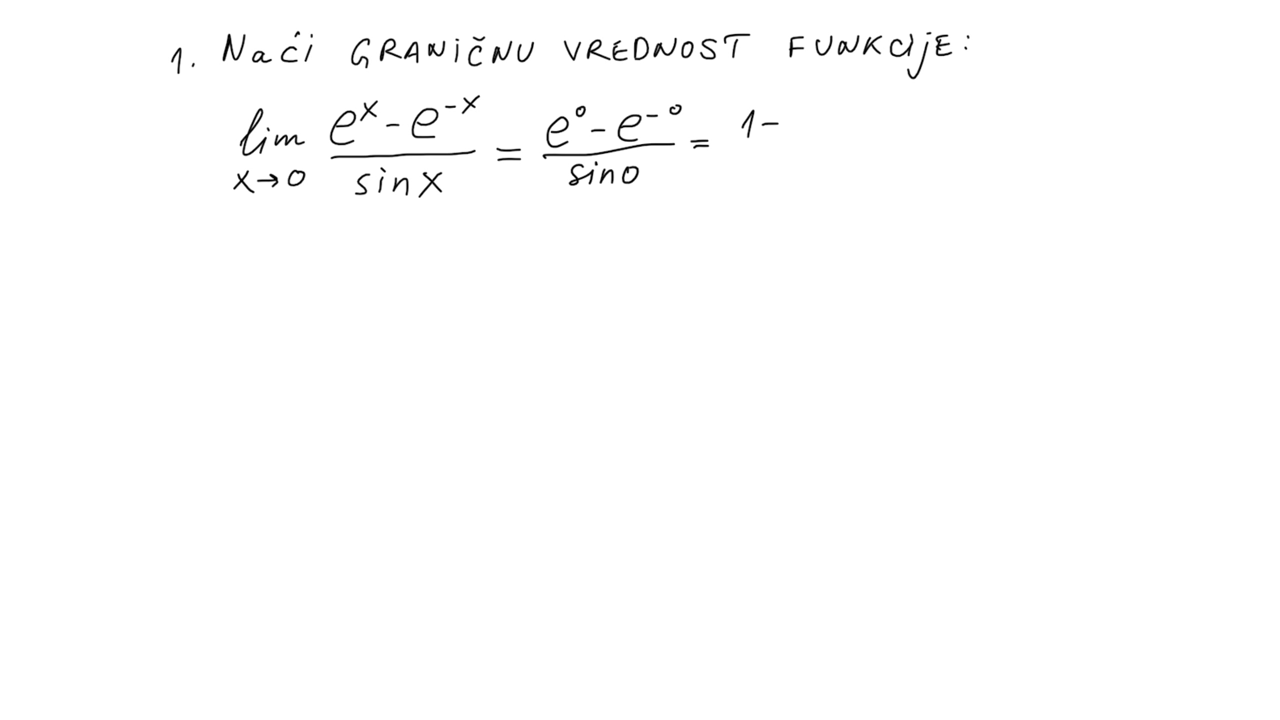 1. Naći GRANIČNU VREDNOST FUNKCIJE:
lim x→0 (e^x - e^-x)/(sin x) = (e^0 - e^-0)/(sin 0) = 1-